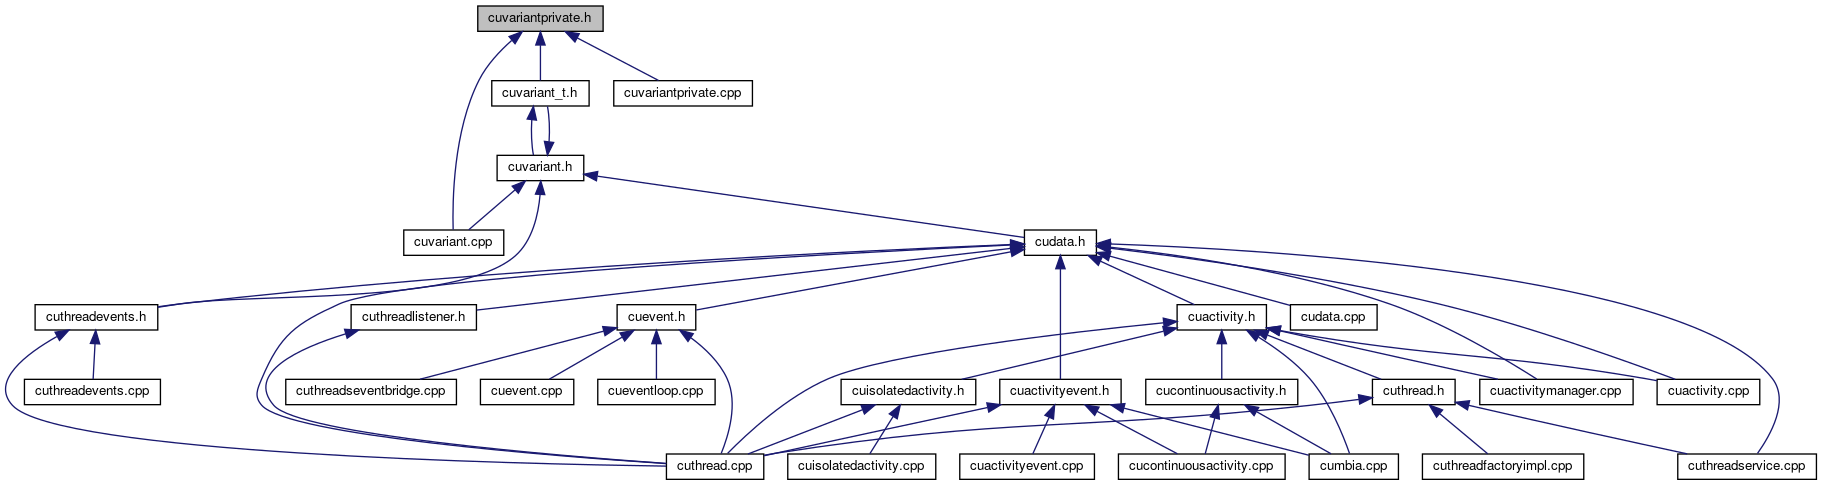 cuvariantprivate.h
cuvariant_t.h
cuvariantprivate.cpp
cuvariant.h
cuvariant.cpp
cudata.h
cuthreadevents.h
cuthreadlistener.h
cuevent.h
cuactivity.h
cudata.cpp
cuthreadevents.cpp
cuthreadseventbridge.cpp
cuevent.cpp
cueventloop.cpp
cuisolatedactivity.h
cuactivityevent.h
cucontinuousactivity.h
cuthread.h
cuactivitymanager.cpp
cuactivity.cpp
cuthread.cpp
cuisolatedactivity.cpp
cuactivityevent.cpp
cucontinuousactivity.cpp
cumbia.cpp
cuthreadfactoryimpl.cpp
cuthreadservice.cpp